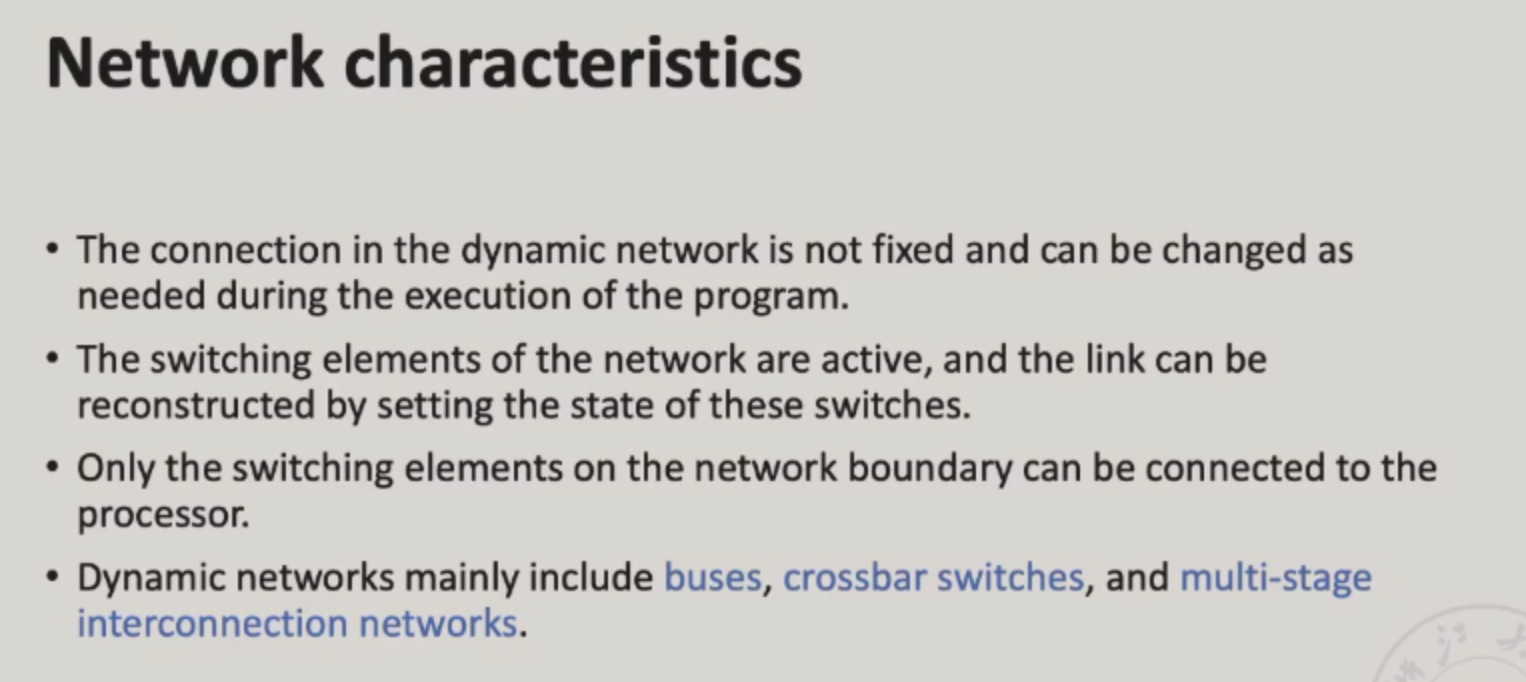 Network characteristics
• The connection in the dynamic network is not fixed and can be changed as
needed during the execution of the program.
• The switching elements of the network are active, and the link can be
reconstructed by setting the state of these switches.
• Only the switching elements on the network boundary can be connected to the
processor.
• Dynamic networks mainly include buses, crossbar switches, and multi-stage
interconnection networks.